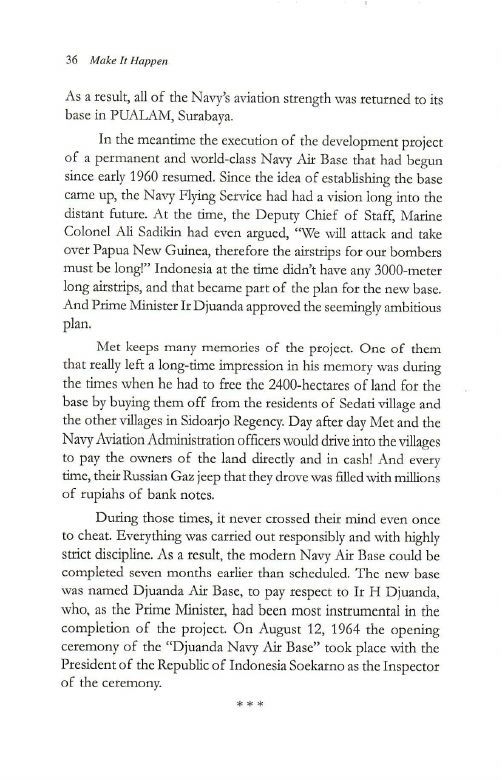 36 Make It Happen
As a result, all of the Navy's aviation strength was returned to its
base in PUALAM, Surabaya.
In the meantime the execution of the development project
of a permanent and world-class Navy Air Base that had begun
since early 1960 resumed. Since the idea of establishing the base
came up, the Navy Flying Service had had a vision long into the
distant future. At the time, the Deputy Chief of Staff, Marine
Colonel Ali Sadikin had even argued, “We will attack and take
over Papua New Guinea, therefore the airstrips for our bombers
must be long!” Indonesia at the time didn't have any 3000-meter
long airstrips, and that became part of the plan for the new base.
And Prime Minister Ir Djuanda approved the seemingly ambitious
plan.
Met keeps many memories of the project. One of them
that really left a long-time impression in his memory was during
the times when he had to free the 2400-hectares of land for the
base by buying them off from the residents of Sedati village and
the other villages in Sidoarjo Regency. Day after day Met and the
Navy Aviation Administration officers would drive into the villages
to pay the owners of the land directly and in cash! And every
time, their Russian Gaz jeep that they drove was filled with millions
of rupiahs of bank notes.
During those times, it never crossed their mind even once
to cheat. Everything was carried out responsibly and with highly
strict discipline. As a result, the modern Navy Air Base could be
completed seven months earlier than scheduled. The new base
was named Djuanda Air Base, to pay respect to Ir H Djuanda,
who, as the Prime Minister, had been most instrumental in the
completion of the project. On August 12, 1964 the opening
ceremony of the “Djuanda Navy Air Base” took place with the
President of the Republic of Indonesia Soekarno as the Inspector
of the ceremony.
***